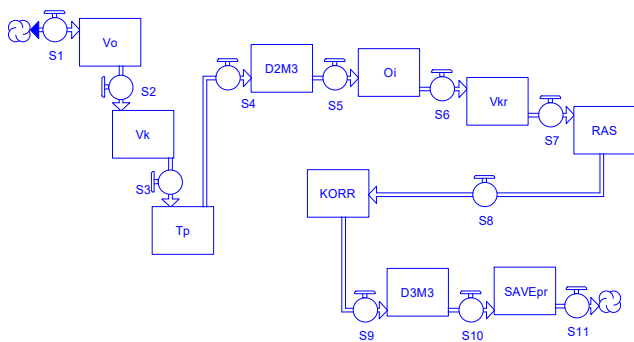 Vo
S1
S2
Vk
S3
Tp
S4
D2M3
S5
Oi
S6
Vkr
S7
RAS
S8
KORR
S9
D3M3
S10
SAVEpr
S11